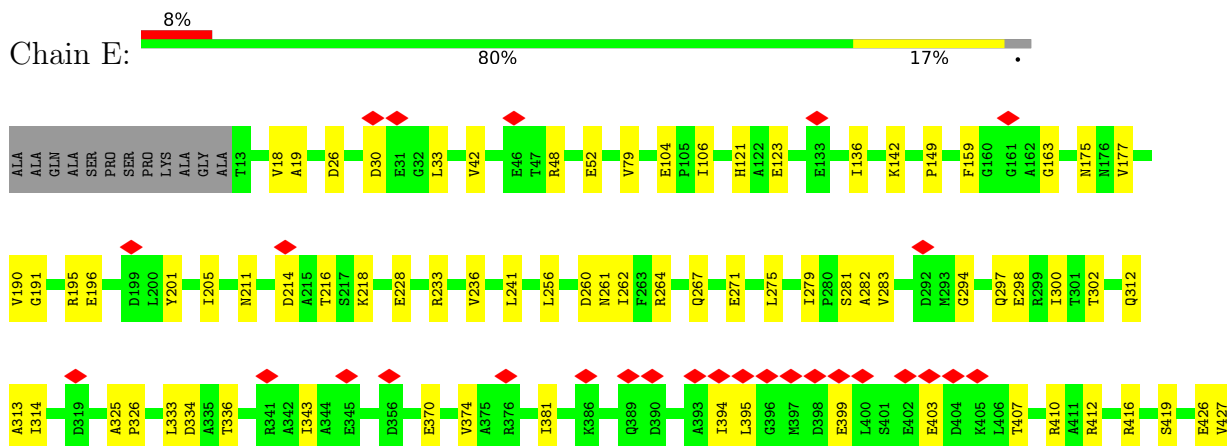 8%
Chain E:
80% 17% •
ALA ALA GLN ALA ALA SER PRO SER PRO LYS ALA GLY ALA T13 V18 A19 D26 D30 E31 G32 L33 V42 E46 T47 R48 E52 V79 E104 P105 I106 H121 A122 E123 E133 I136 K142 P149 F159 G160 G161 A162 G163 N175 N176 V177
V190 G191 R195 E196 D199 L200 Y201 I205 N211 D214 A215 T216 S217 K218 E228 R233 V236 L241 L256 D260 N261 I262 F263 R264 Q267 E271 L275 I279 P280 S281 A282 V283 D292 M293 G294 Q297 E298 R299 I300 T301 T302 Q312
A313 I314 D319 A325 P326 L333 D334 A335 T336 R341 A342 I343 A344 E345 D356 E370 V374 A375 R376 I381 K386 Q389 D390 A393 I394 L395 G396 M397 D398 E399 L400 S401 E402 E403 D404 K405 L406 T407 R410 A411 R412 R416 S419 E426 V427